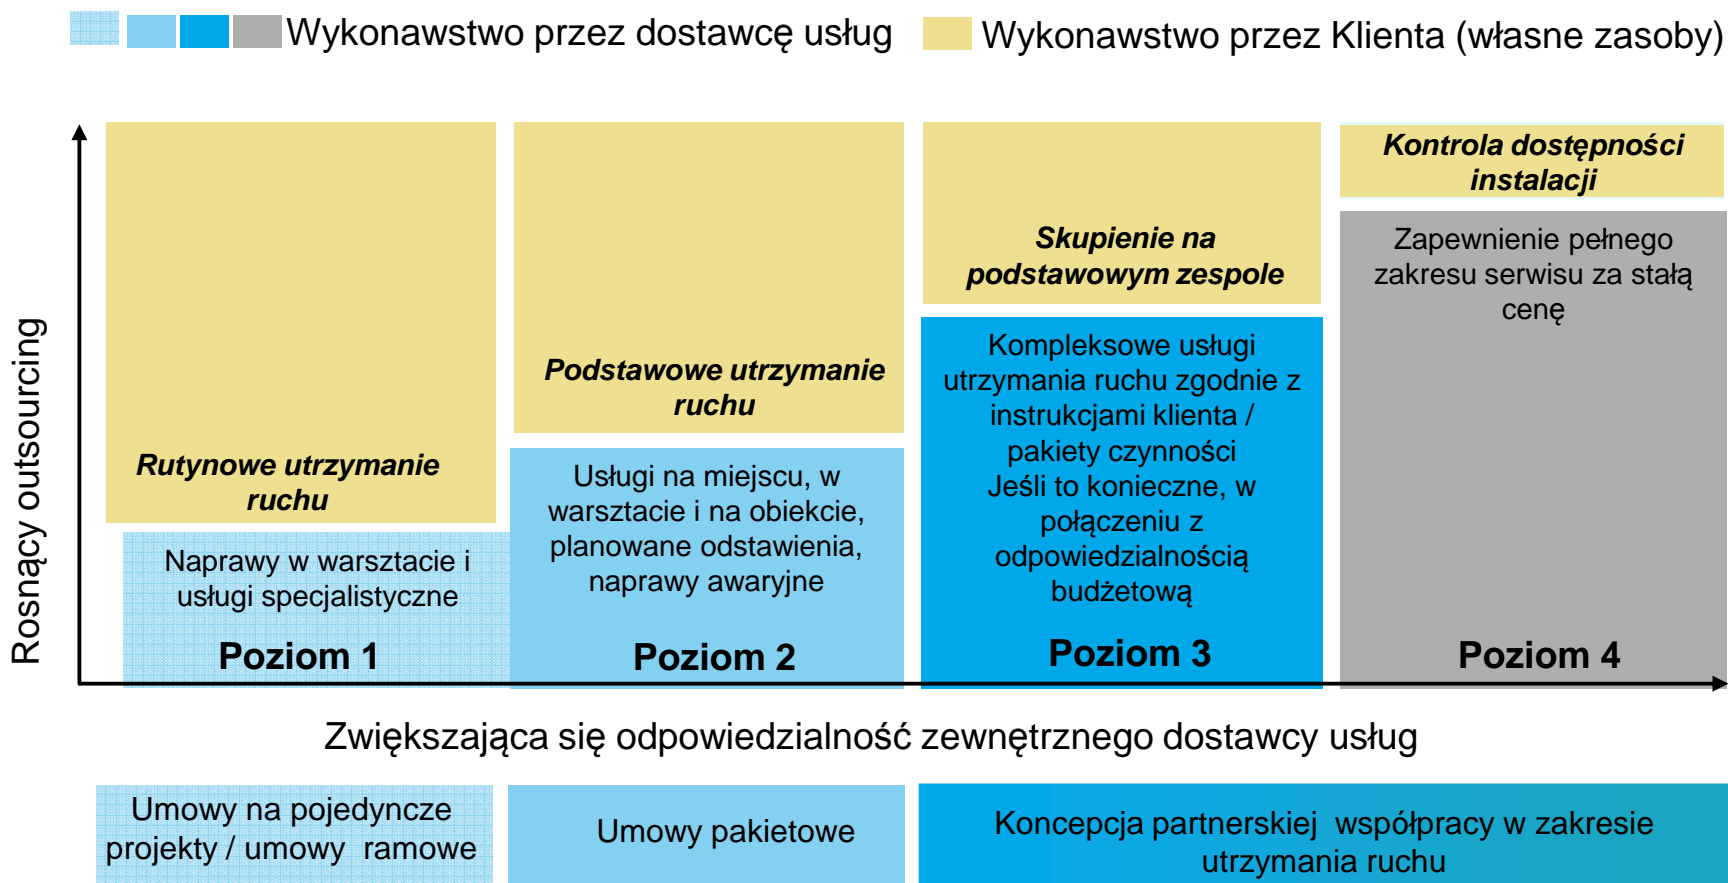 Wykonawstwo przez dostawcę usług
Wykonawstwo przez Klienta (własne zasoby)
Rosnący outsourcing
Rutynowe utrzymanie
ruchu
Naprawy w warsztacie i
usługi specjalistyczne
Poziom 1
Podstawowe utrzymanie
ruchu
Usługi na miejscu, w
warsztacie i na obiekcie,
planowane odstawienia,
naprawy awaryjne
Poziom 2
Skupienie na
podstawowym zespole
Kompleksowe usługi
utrzymania ruchu zgodnie z
instrukcjami klienta /
pakiety czynności
Jeśli to konieczne, w
połączeniu z
odpowiedzialnością
budżetową
Poziom 3
Kontrola dostępności
instalacji
Zapewnienie pełnego
zakresu serwisu za stałą
cenę
Poziom 4
Zwiększająca się odpowiedzialność zewnętrznego dostawcy usług
Umowy na pojedyncze
projekty / umowy ramowe
Umowy pakietowe
Koncepcja partnerskiej współpracy w zakresie
utrzymania ruchu